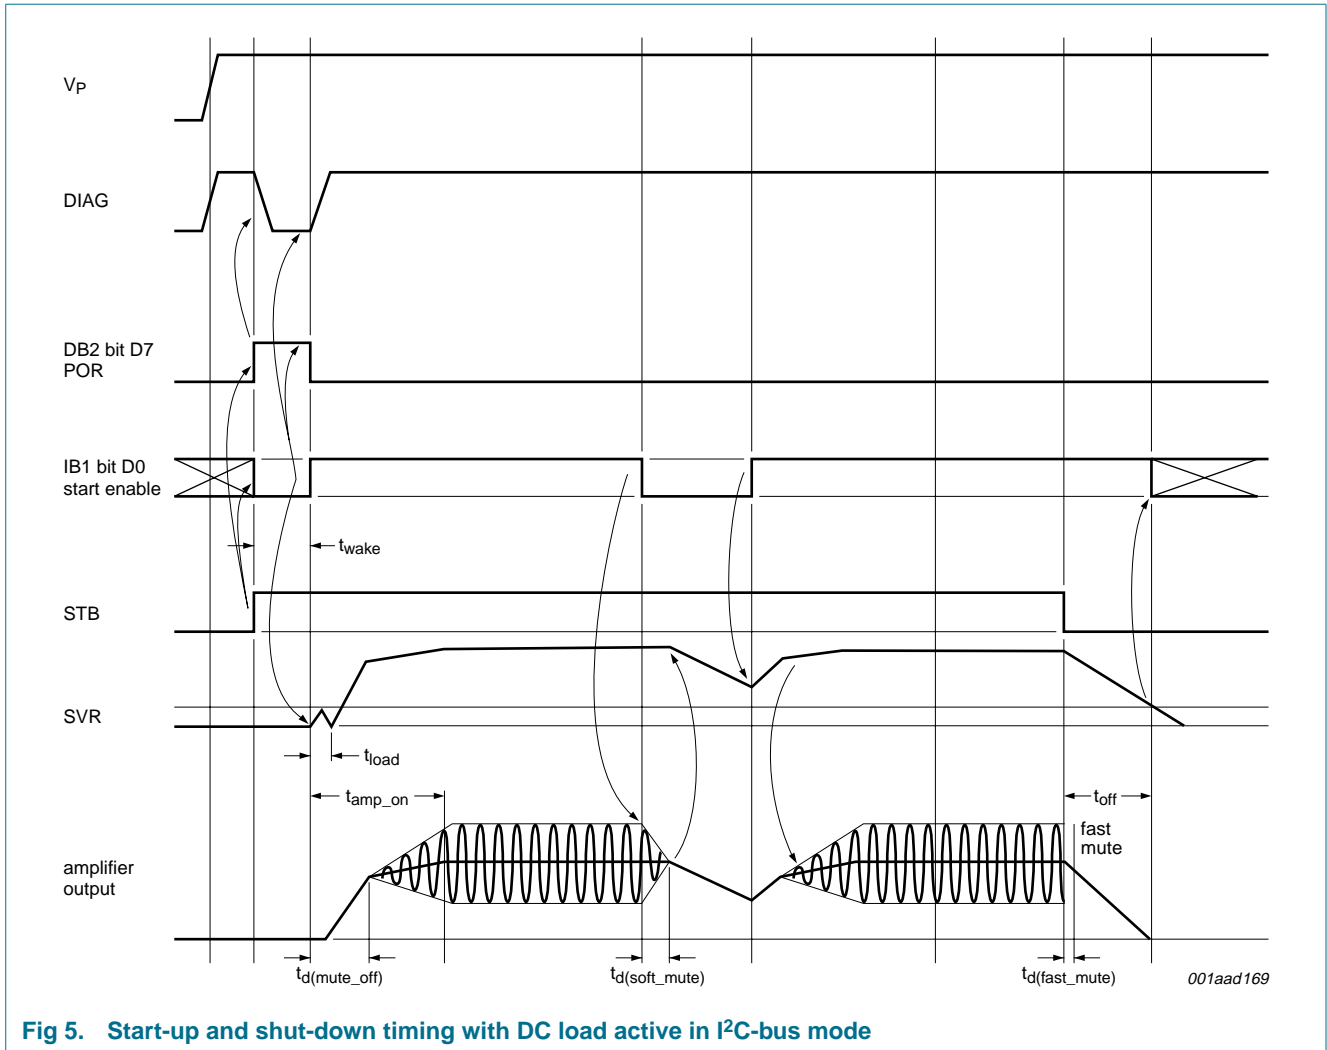 VP
DIAG
DB2 bit D7
POR
IB1 bit D0
start enable
twake
STB
SVR
tload
tamp_on
toff
fast
mute
amplifier
output
td(mute_off)
td(soft_mute)
td(fast_mute)
001aad169
Fig 5. Start-up and shut-down timing with DC load active in I²C-bus mode